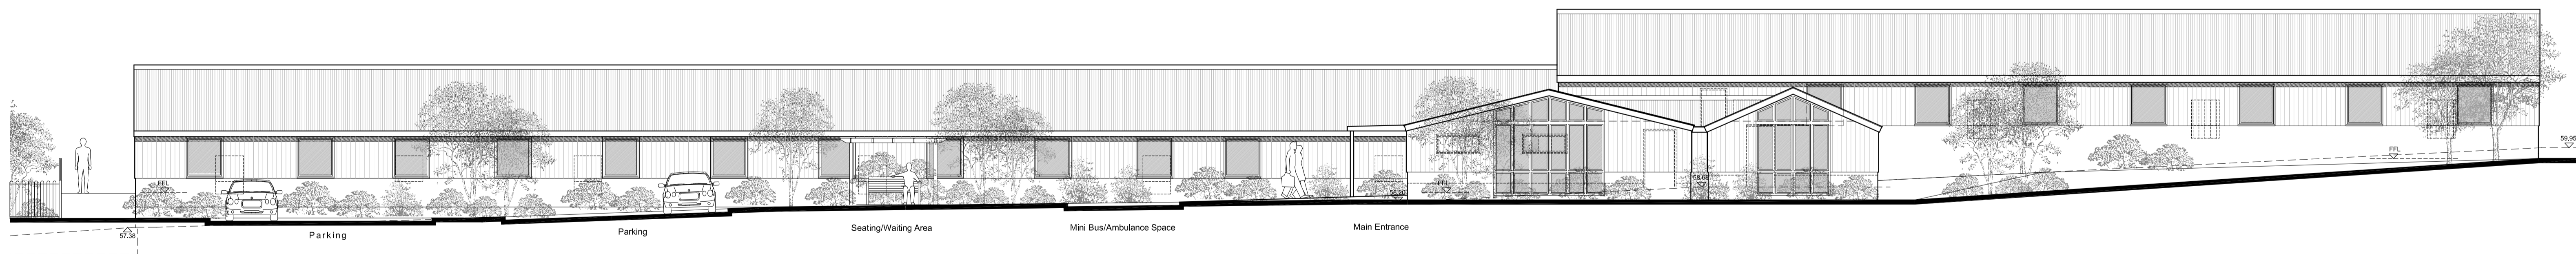 FFL
57.38
Parking
Parking
Seating/Waiting Area
Mini Bus/Ambulance Space
Main Entrance
FFL
58.68
FFL
59.95